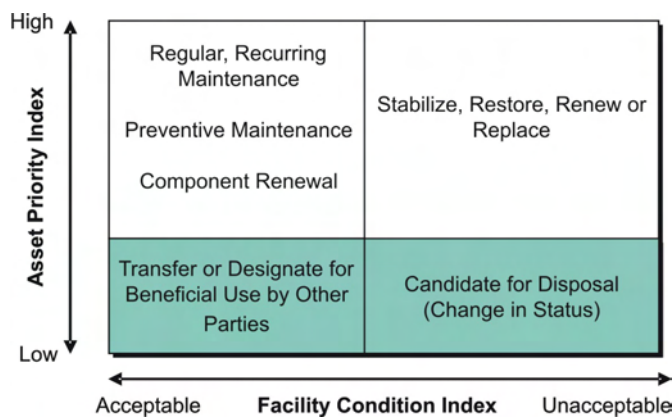 High
Asset Priority Index
Low
Regular, Recurring
Maintenance
Preventive Maintenance
Component Renewal
Stabilize, Restore, Renew or
Replace
Transfer or Designate for
Beneficial Use by Other
Parties
Candidate for Disposal
(Change in Status)
Acceptable
Facility Condition Index
Unacceptable